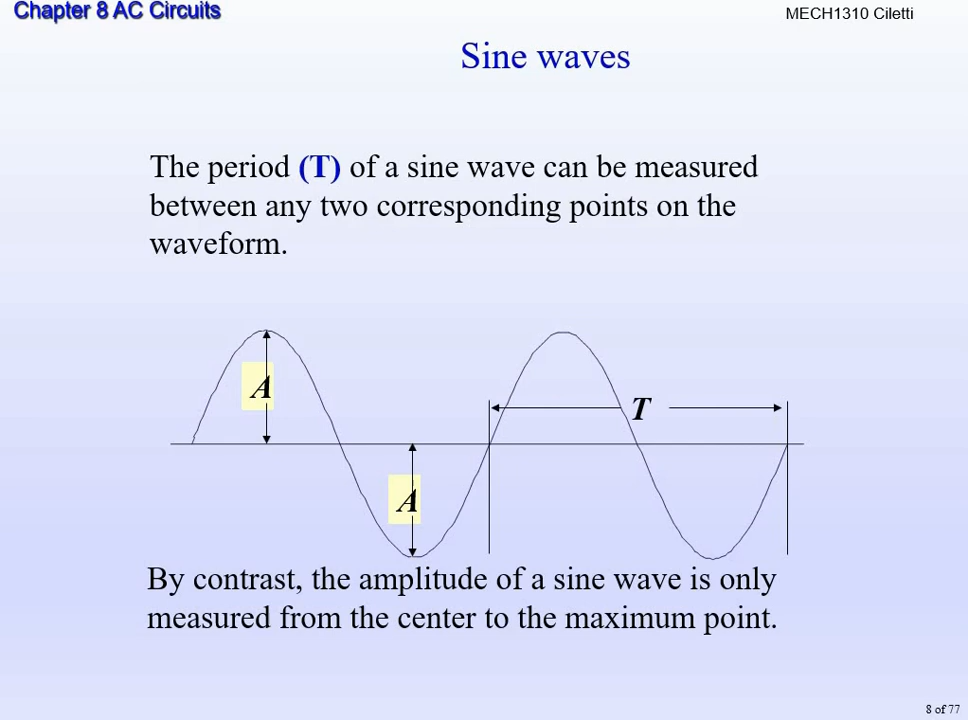 Chapter 8 AC Circuits
MECH1310 Ciletti
Sine waves
The period (T) of a sine wave can be measured
between any two corresponding points on the
waveform.
A
T
A
By contrast, the amplitude of a sine wave is only
measured from the center to the maximum point.
8 of 77